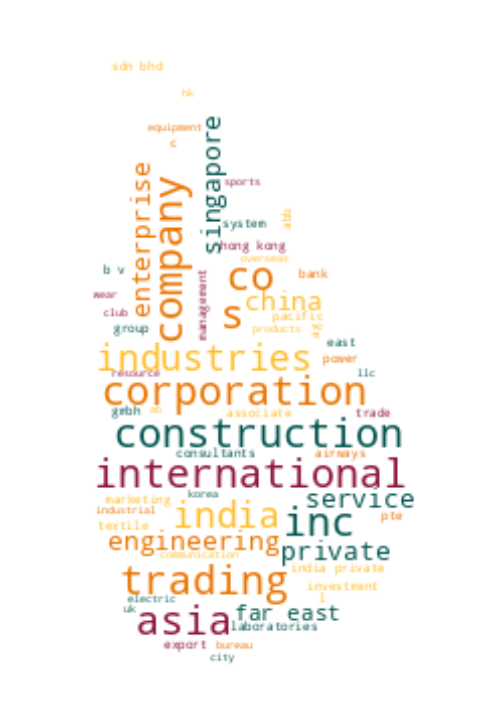 sdn bhd
hk
equipment
c
singapore
enterprise
company
sports
abb
system
hong kong
overseas
b v
management
co
bank
wear
s
china
club
pacific
group
products
ag
east
industries
power
resource
llc
corporation
gmbh
ab
associate
trade
construction
consultants
airways
international
korea
marketing
service
industrial
india
inc
pte
textile
engineering
communication
private
india private
trading
investment
l
electric
uk
asia
far east
laboratories
export
bureau
city